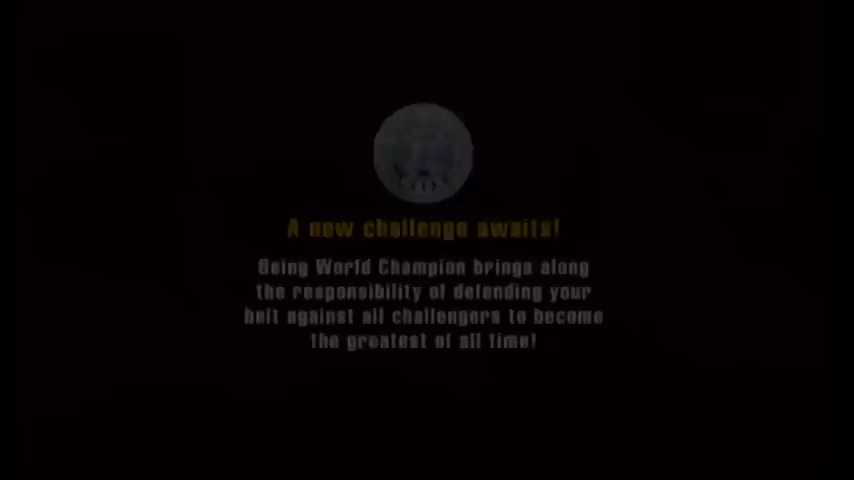 A new challenge awaits!
Being World Champion brings along
the responsibility of defending your
belt against all challengers to become
the greatest of all time!